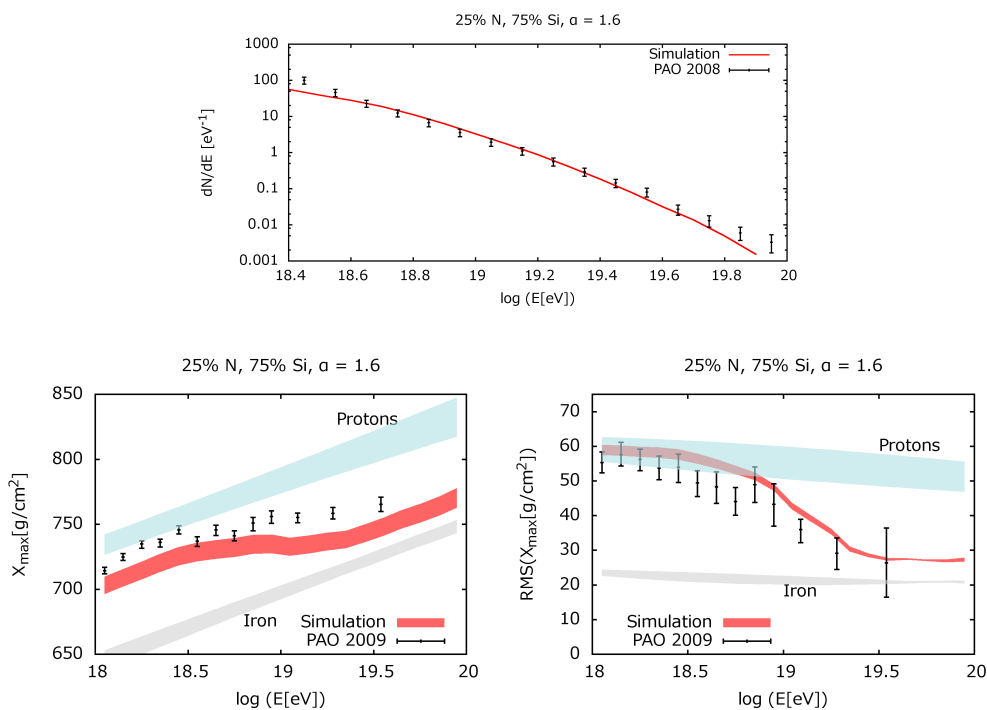 25% N, 75% Si, α = 1.6
1000
100
10
1
0.1
0.01
0.001
dN/dE [eV⁻¹]
Simulation
PAO 2008
18.4 18.6 18.8 19 19.2 19.4 19.6 19.8 20
log (E[eV])
25% N, 75% Si, α = 1.6
850
800
750
700
650
Xmax[g/cm²]
Protons
Iron
Simulation
PAO 2009
18 18.5 19 19.5 20
log (E[eV])
25% N, 75% Si, α = 1.6
70
60
50
40
30
20
10
0
RMS(Xmax[g/cm²])
Protons
Iron
Simulation
PAO 2009
18 18.5 19 19.5 20
log (E[eV])